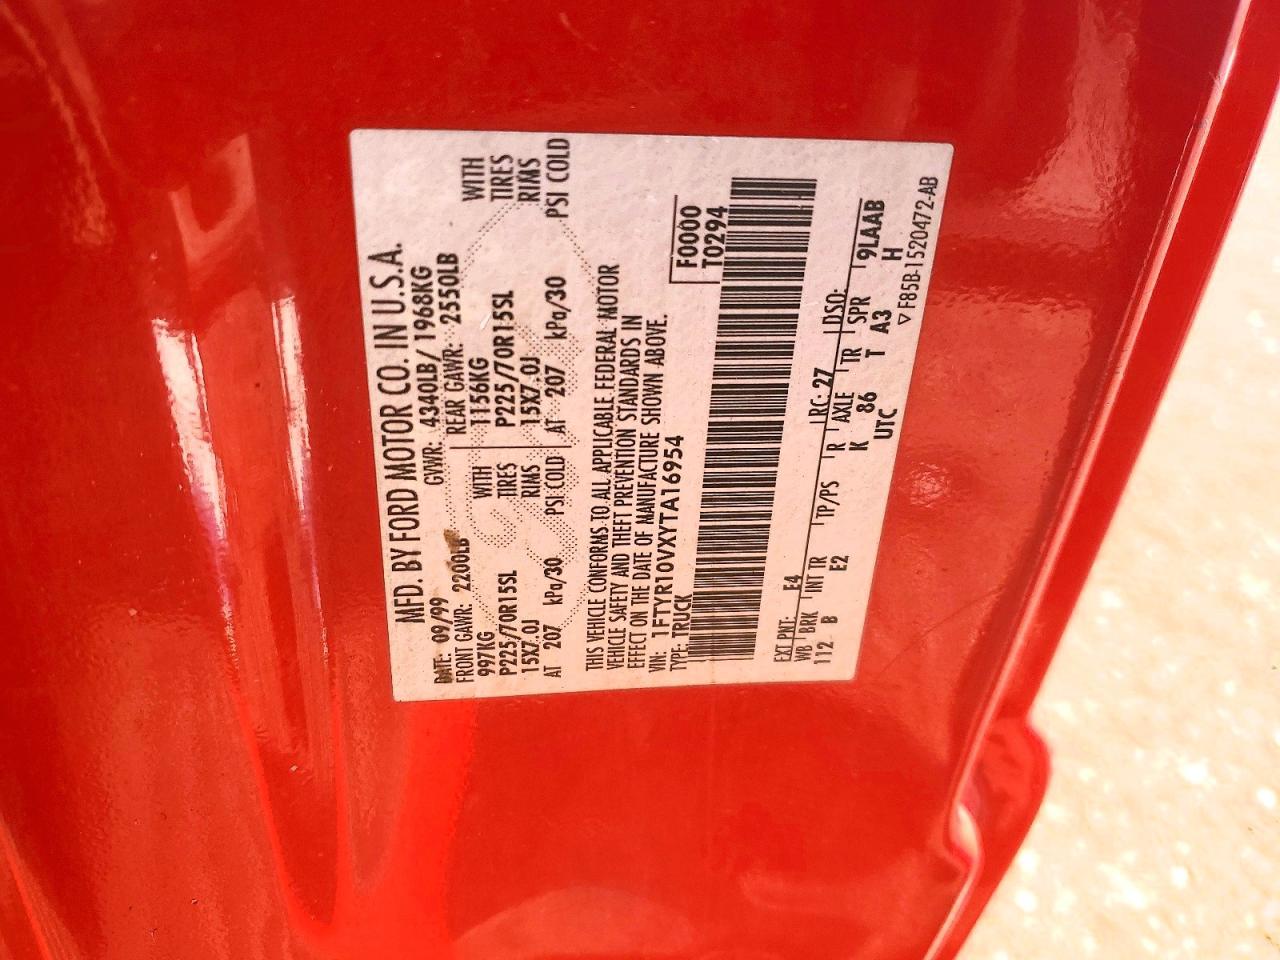 MFD. BY FORD MOTOR CO. IN U.S.A.
DATE: 09/99 GVWR: 4340LB/ 1968KG
FRONT GAWR: 2200LB REAR GAWR: 2550LB
997KG WITH 1156KG WITH
P225/70R15SL TIRES P225/70R15SL TIRES
15X7.0J RIMS 15X7.0J RIMS
AT 207 kPa/30 PSI COLD AT 207 kPa/30 PSI COLD
THIS VEHICLE CONFORMS TO ALL APPLICABLE FEDERAL MOTOR
VEHICLE SAFETY AND THEFT PREVENTION STANDARDS IN
EFFECT ON THE DATE OF MANUFACTURE SHOWN ABOVE.
VIN: 1FTYR10VXYTA16954 F0000
TYPE: TRUCK T0294
EXT PNT: E4 RC: 27 DSO:
WB BRK INT TR TP/PS R AXLE TR SPR
112 B E2 K 86 T A3 9LAAB
UTC H
▽ F85B-1520472-AB